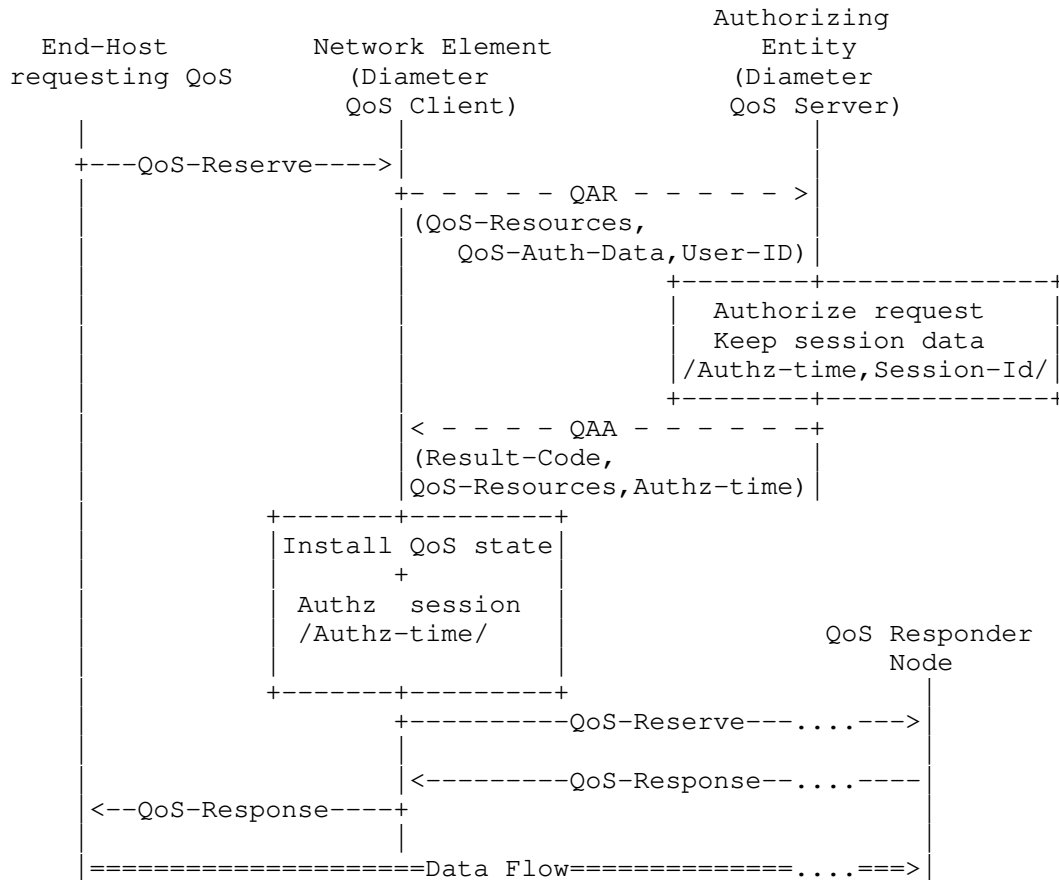 Authorizing
End-Host Network Element Entity
requesting QoS (Diameter (Diameter
QoS Client) QoS Server)
QoS-Reserve
QAR
(QoS-Resources,
QoS-Auth-Data,User-ID)
Authorize request
Keep session data
/Authz-time,Session-Id/
QAA
(Result-Code,
QoS-Resources,Authz-time)
Install QoS state
+
Authz session
/Authz-time/ QoS Responder
Node
QoS-Reserve---....--->
QoS-Response--....----
QoS-Response
Data Flow==============....===>